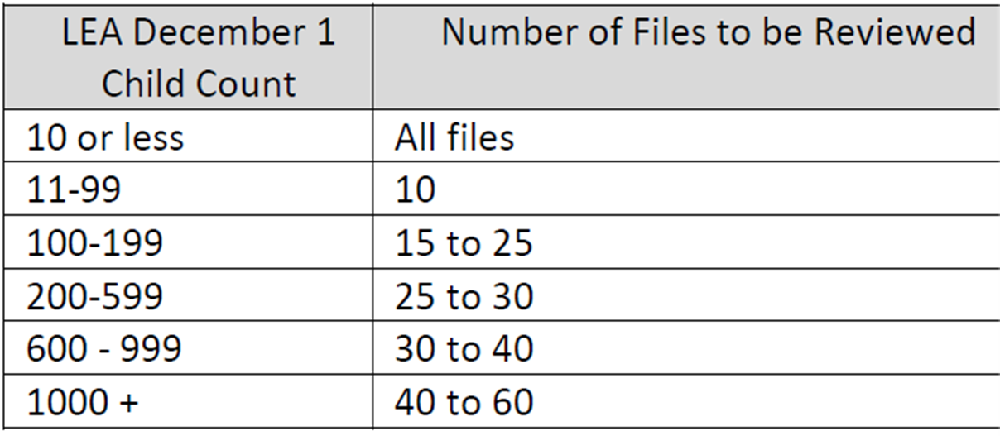 LEA December 1 Number of Files to be Reviewed
Child Count
10 or less All files
11-99 10
100-199 15 to 25
200-599 25 to 30
600 - 999 30 to 40
1000 + 40 to 60